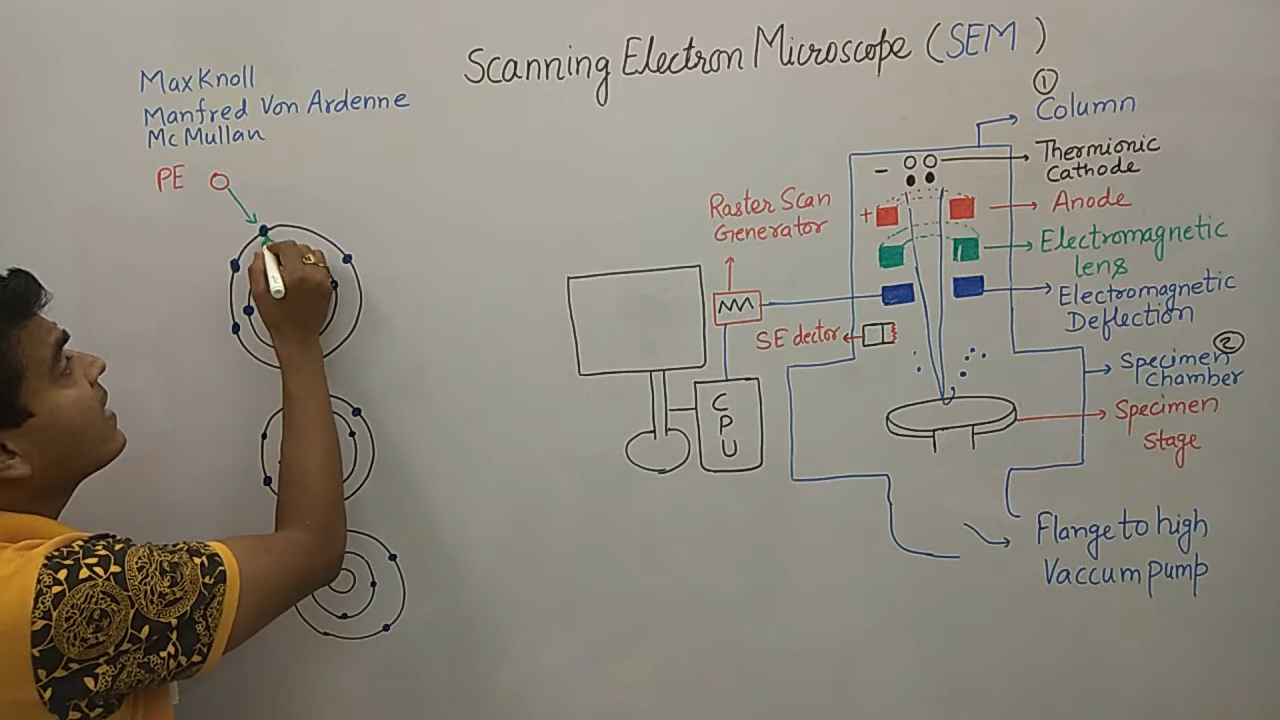 Scanning Electron Microscope (SEM)
Max Knoll
Manfred Von Ardenne
McMullan
PE
1
Column
Thermionic
Cathode
-
+
Anode
Raster Scan
Generator
Electromagnetic
lens
Electromagnetic
Deflection
SE dector
2
Specimen
Chamber
CPU
Specimen
Stage
Flange to high
Vaccum pump